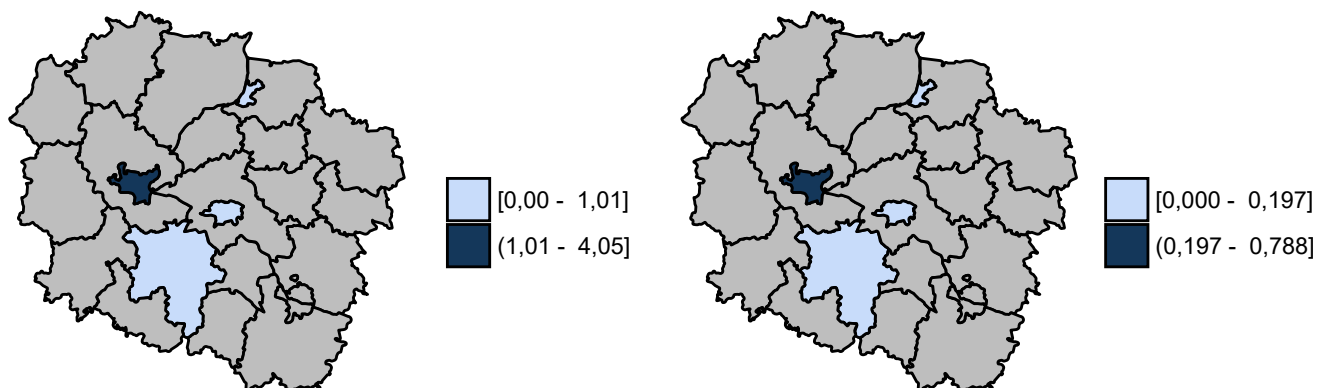 [0,00 - 1,01]
(1,01 - 4,05]
[0,000 - 0,197]
(0,197 - 0,788]